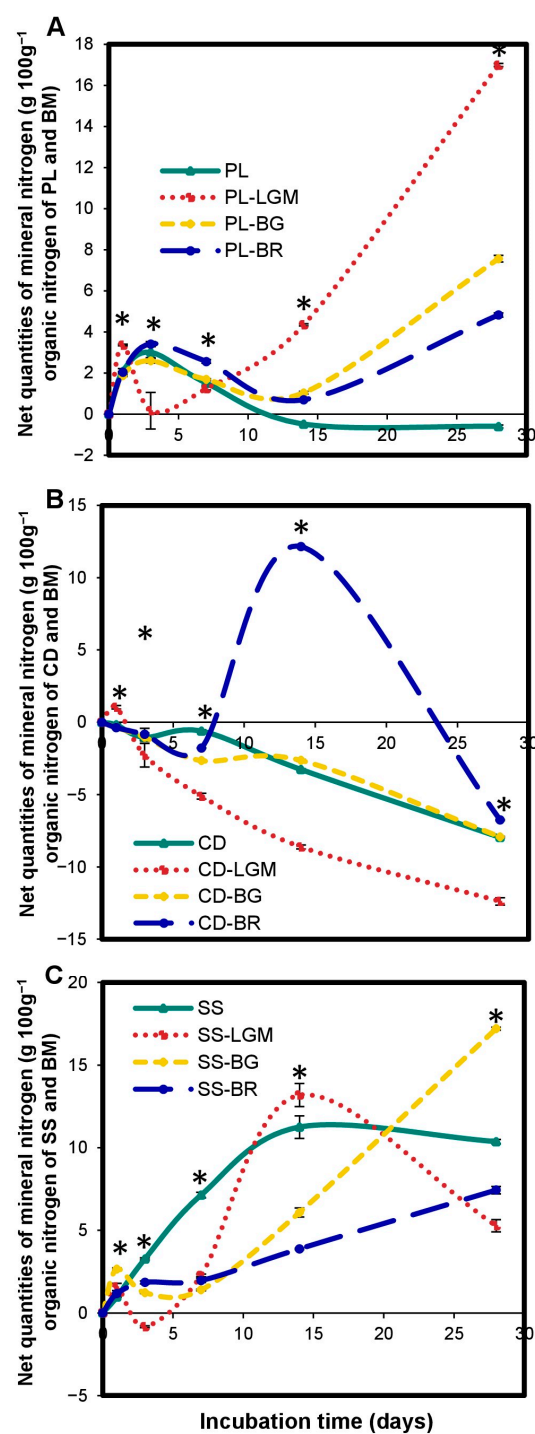 A
Net quantities of mineral nitrogen (g 100g⁻¹
organic nitrogen of PL and BM)
18
16
14
12
10
8
6
4
2
0
−2
PL
PL-LGM
PL-BG
PL-BR
*
*
*
*
*
0 5 10 15 20 25 30
B
Net quantities of mineral nitrogen (g 100g⁻¹
organic nitrogen of CD and BM)
15
10
5
0
−5
−10
−15
*
*
*
*
*
0 5 10 15 20 25 30
CD
CD-LGM
CD-BG
CD-BR
C
Net quantities of mineral nitrogen (g 100g⁻¹
organic nitrogen of SS and BM)
20
15
10
5
0
−5
SS
SS-LGM
SS-BG
SS-BR
*
*
*
*
*
0 5 10 15 20 25 30
Incubation time (days)